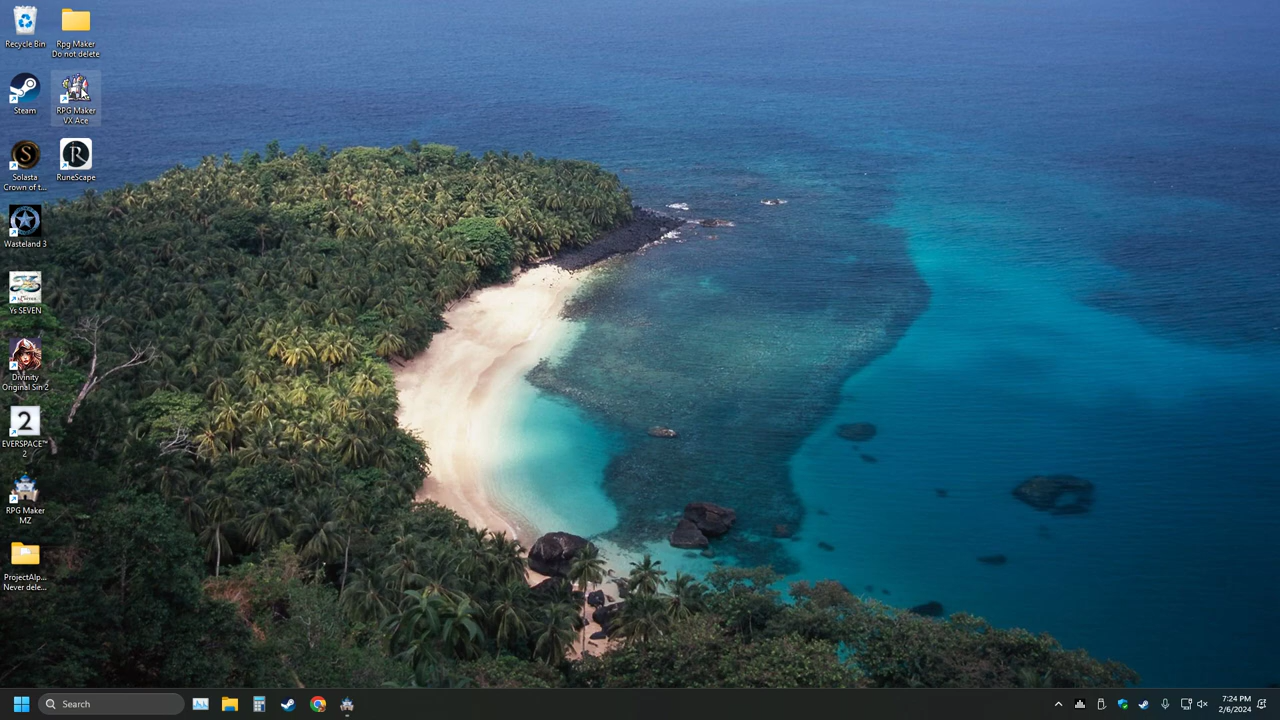 Recycle Bin
Rpg Maker
Do not delete
Steam
RPG Maker
VX Ace
Solasta
Crown of t...
RuneScape
Wasteland 3
Ys SEVEN
Divinity
Original Sin 2
EVERSPACE™
2
RPG Maker
MZ
ProjectAlp...
Never dele...
Search
7:24 PM
2/6/2024